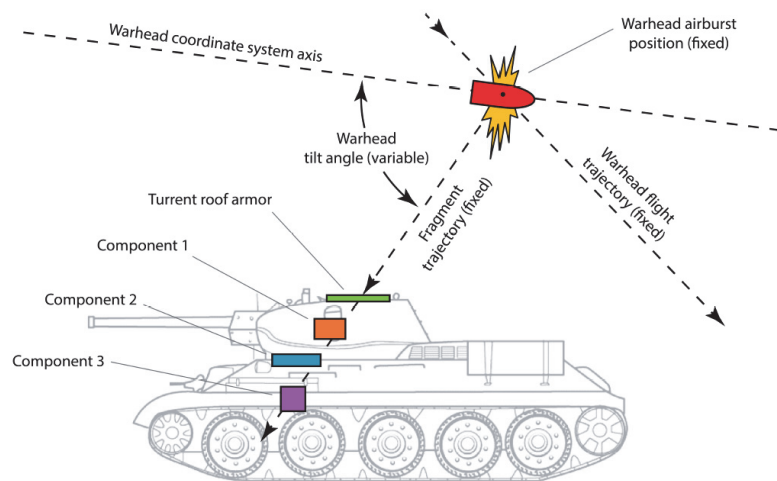 Warhead airburst
position (fixed)
Warhead coordinate system axis
Warhead
tilt angle (variable)
Warhead flight
trajectory (fixed)
Fragment
trajectory (fixed)
Turrent roof armor
Component 1
Component 2
Component 3